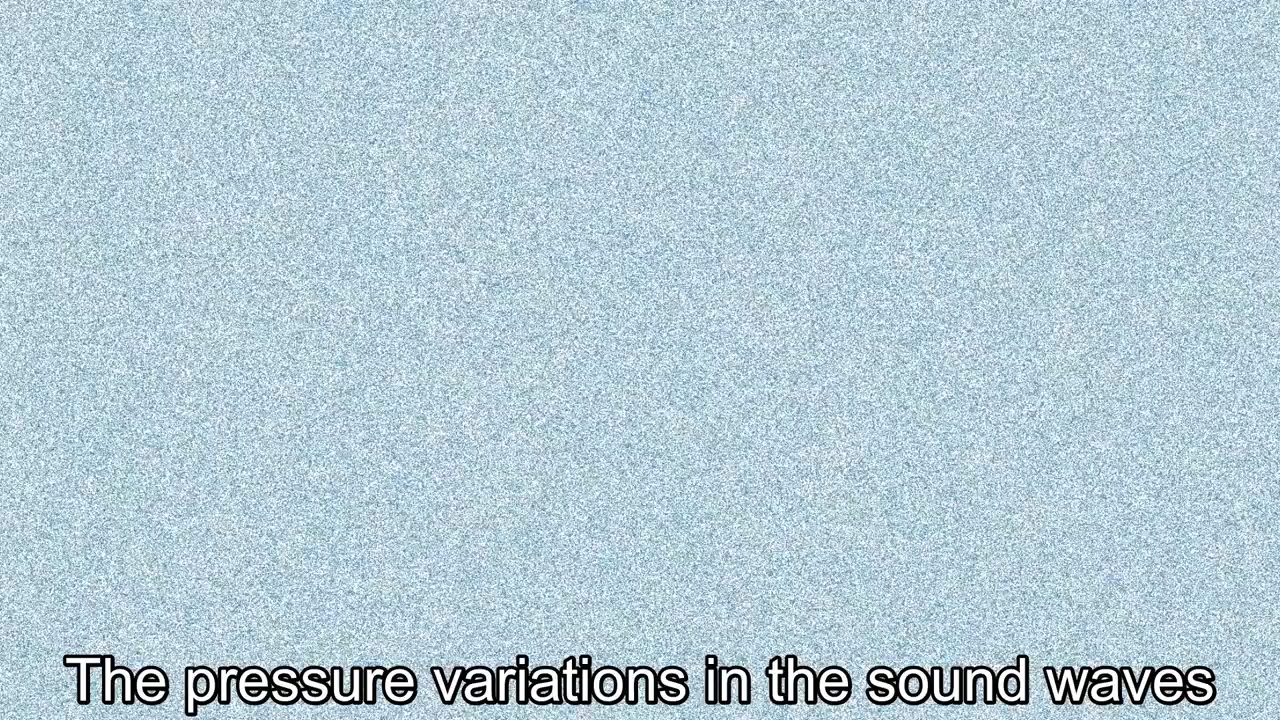 The pressure variations in the sound waves